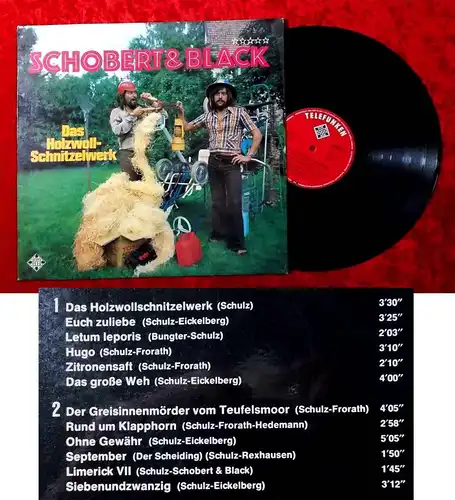 SCHOBERT & BLACK
Das
Holzwoll-
Schnitzelwerk
TELEFUNKEN
1 Das Holzwollschnitzelwerk (Schulz) 3'30"
Euch zuliebe (Schulz-Eickelberg) 3'25"
Letum leporis (Bungter-Schulz) 2'03"
Hugo (Schulz-Frorath) 3'10"
Zitronensaft (Schulz-Frorath) 2'10"
Das große Weh (Schulz-Eickelberg) 4'00"
2 Der Greisinnenmörder vom Teufelsmoor (Schulz-Frorath) 4'05"
Rund um Klapphorn (Schulz-Frorath-Hedemann) 2'58"
Ohne Gewähr (Schulz-Eickelberg) 5'05"
September (Der Scheiding) (Schulz-Rexhausen) 1'50"
Limerick VII (Schulz-Schobert & Black) 1'45"
Siebenundzwanzig (Schulz-Eickelberg) 3'12"